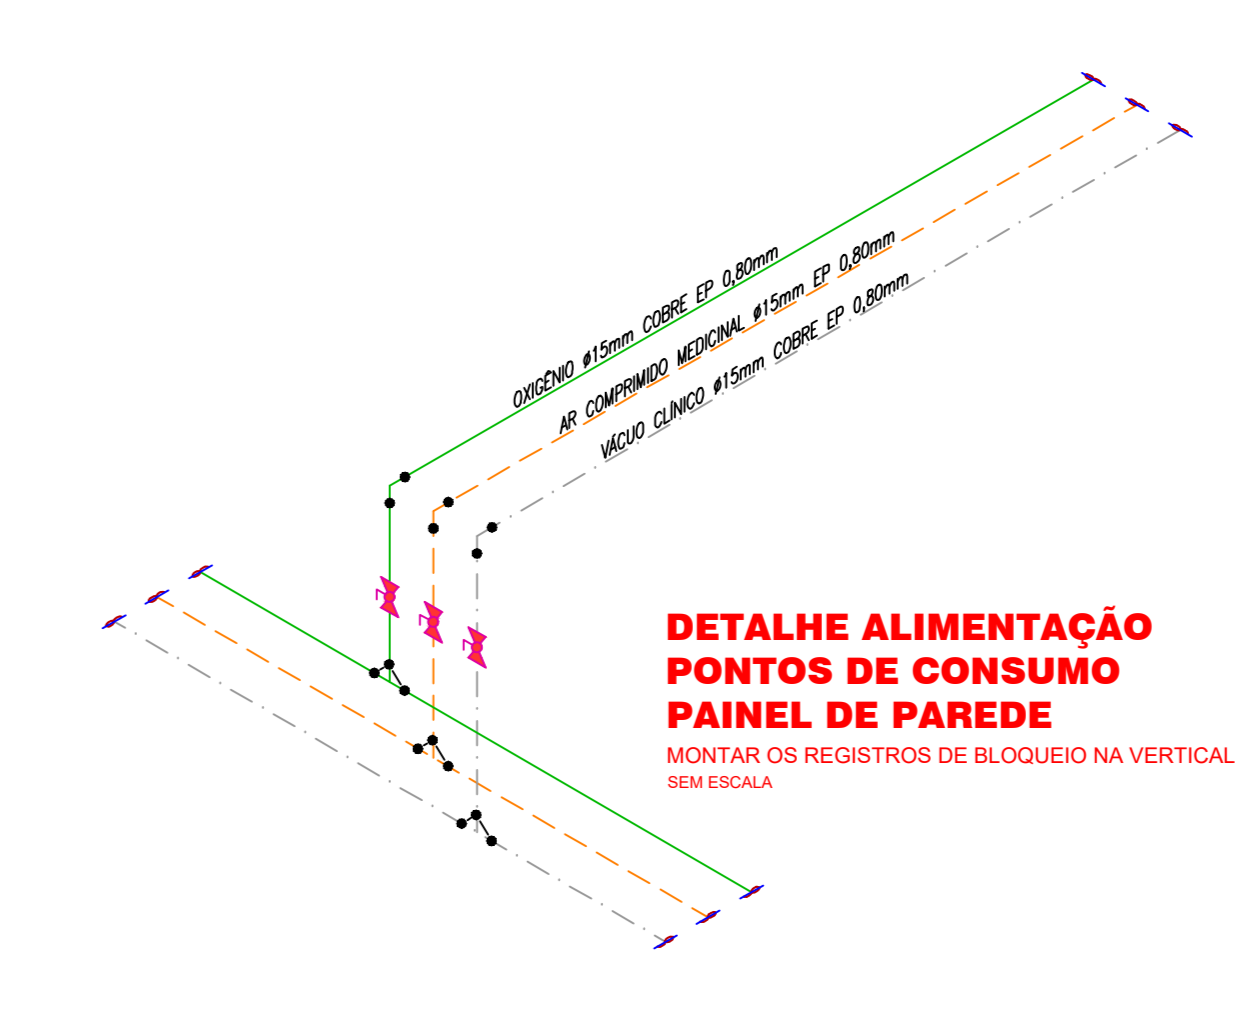 OXIGÊNIO ø15mm COBRE EP 0,80mm
AR COMPRIMIDO MEDICINAL ø15mm EP 0,80mm
VÁCUO CLÍNICO ø15mm COBRE EP 0,80mm
DETALHE ALIMENTAÇÃO
PONTOS DE CONSUMO
PAINEL DE PAREDE
MONTAR OS REGISTROS DE BLOQUEIO NA VERTICAL
SEM ESCALA